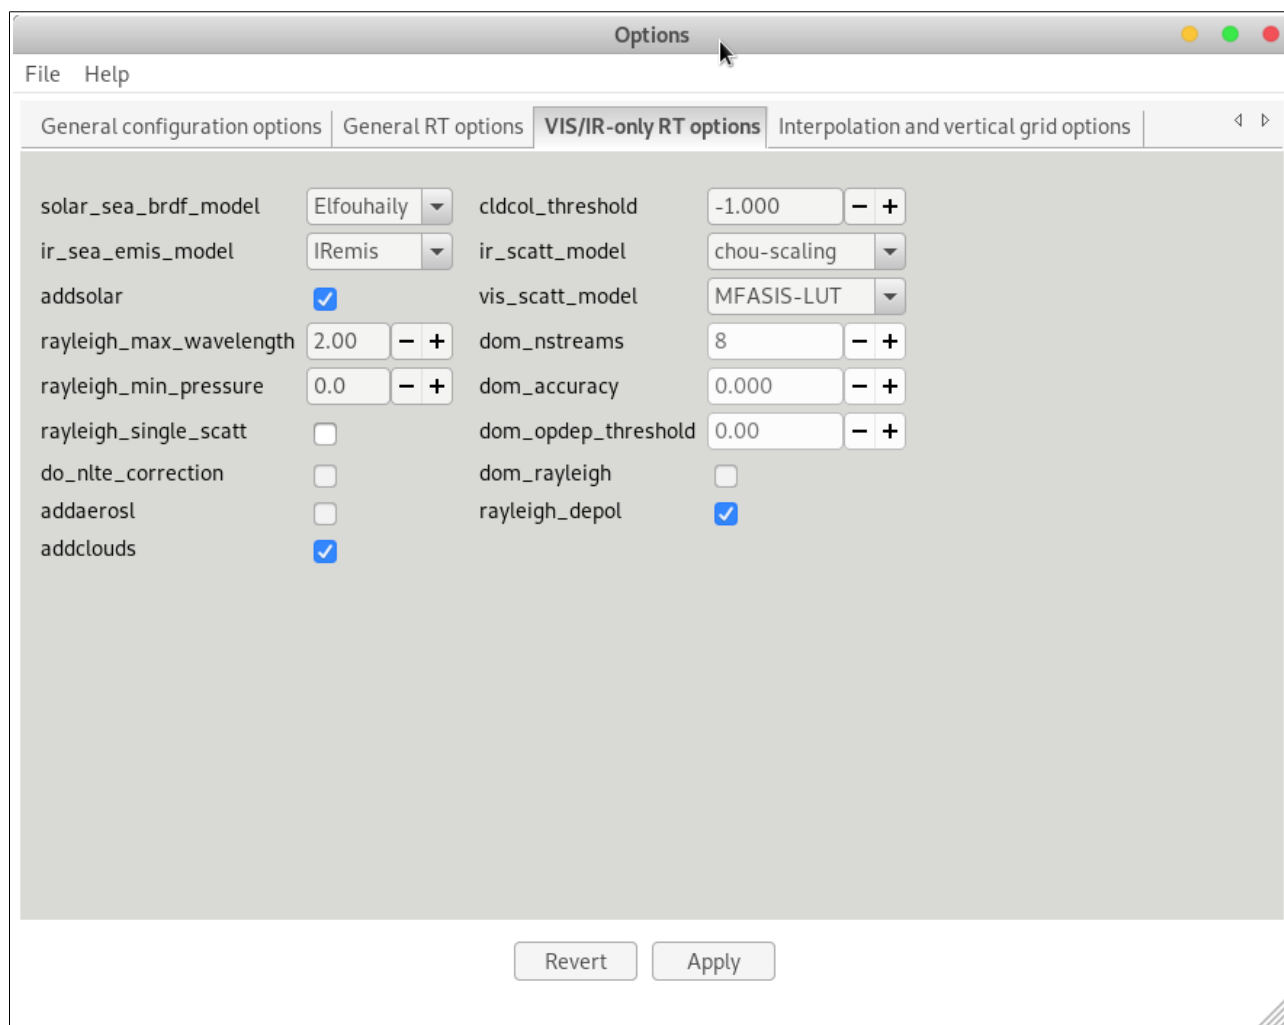 Options
File Help
General configuration options General RT options VIS/IR-only RT options Interpolation and vertical grid options
solar_sea_brdf_model Elfouhaily cldcol_threshold -1.000 − +
ir_sea_emis_model IRemis ir_scatt_model chou-scaling
addsolar vis_scatt_model MFASIS-LUT
rayleigh_max_wavelength 2.00 − + dom_nstreams 8 − +
rayleigh_min_pressure 0.0 − + dom_accuracy 0.000 − +
rayleigh_single_scatt dom_opdep_threshold 0.00 − +
do_nlte_correction dom_rayleigh
addaerosl rayleigh_depol
addclouds
Revert Apply